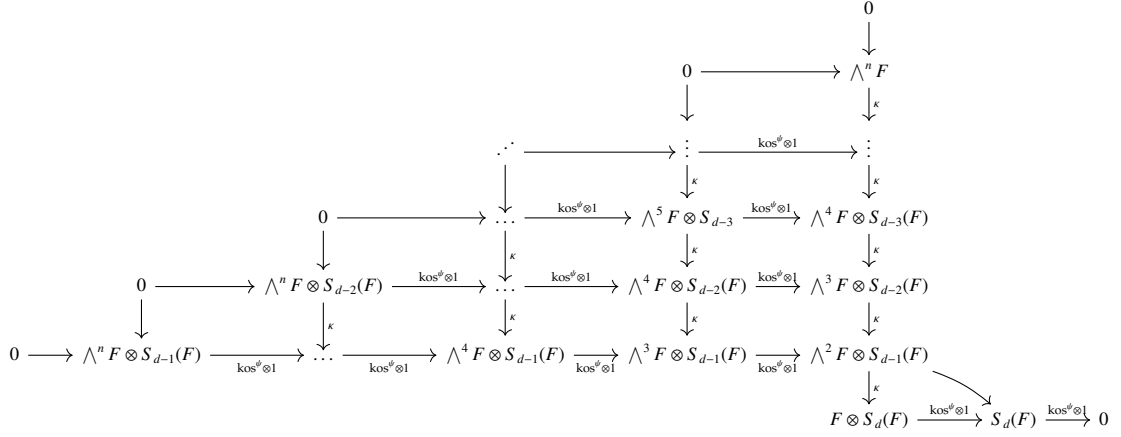 0
0 ⋀ⁿ F
κ
⋰ ⋮ kos^ψ⊗1 ⋮
κ κ
0 … kos^ψ⊗1 ⋀⁵ F ⊗ S_{d−3} kos^ψ⊗1 ⋀⁴ F ⊗ S_{d−3}(F)
κ κ κ
0 ⋀ⁿ F ⊗ S_{d−2}(F) kos^ψ⊗1 … kos^ψ⊗1 ⋀⁴ F ⊗ S_{d−2}(F) kos^ψ⊗1 ⋀³ F ⊗ S_{d−2}(F)
κ κ κ κ
0 ⋀ⁿ F ⊗ S_{d−1}(F) kos^ψ⊗1 … kos^ψ⊗1 ⋀⁴ F ⊗ S_{d−1}(F) kos^ψ⊗1 ⋀³ F ⊗ S_{d−1}(F) kos^ψ⊗1 ⋀² F ⊗ S_{d−1}(F)
κ
F ⊗ S_d(F) kos^ψ⊗1 S_d(F) kos^ψ⊗1 0